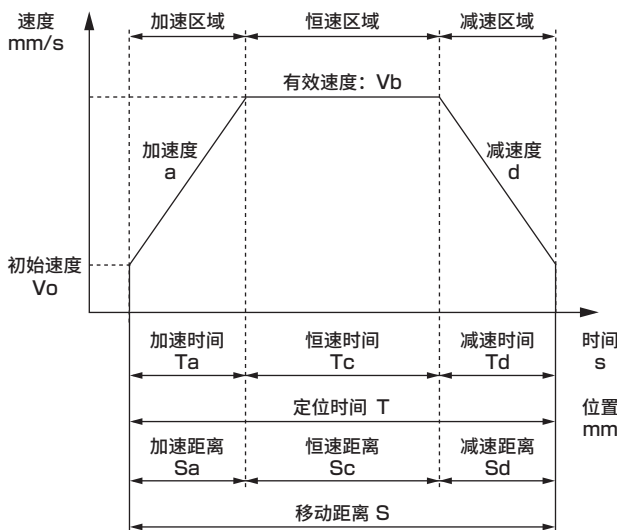 速度
mm/s
加速区域
恒速区域
减速区域
有效速度：Vb
加速度
a
减速度
d
初始速度
Vo
加速时间
Ta
恒速时间
Tc
减速时间
Td
时间
s
定位时间 T
位置
mm
加速距离
Sa
恒速距离
Sc
减速距离
Sd
移动距离 S